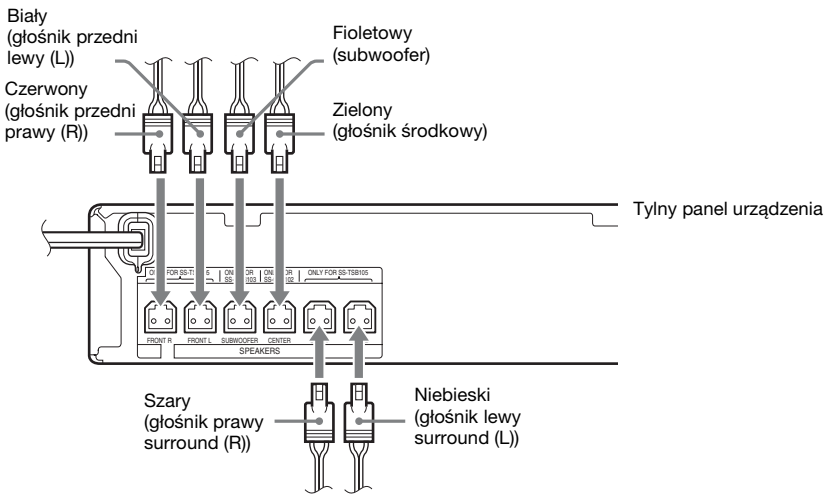 Biały
(głośnik przedni
lewy (L))
Czerwony
(głośnik przedni
prawy (R))
Fioletowy
(subwoofer)
Zielony
(głośnik środkowy)
Tylny panel urządzenia
ONLY FOR SS-TSB105
FRONT R
FRONT L
SUBWOOFER
CENTER
SPEAKERS
Szary
(głośnik prawy
surround (R))
Niebieski
(głośnik lewy
surround (L))